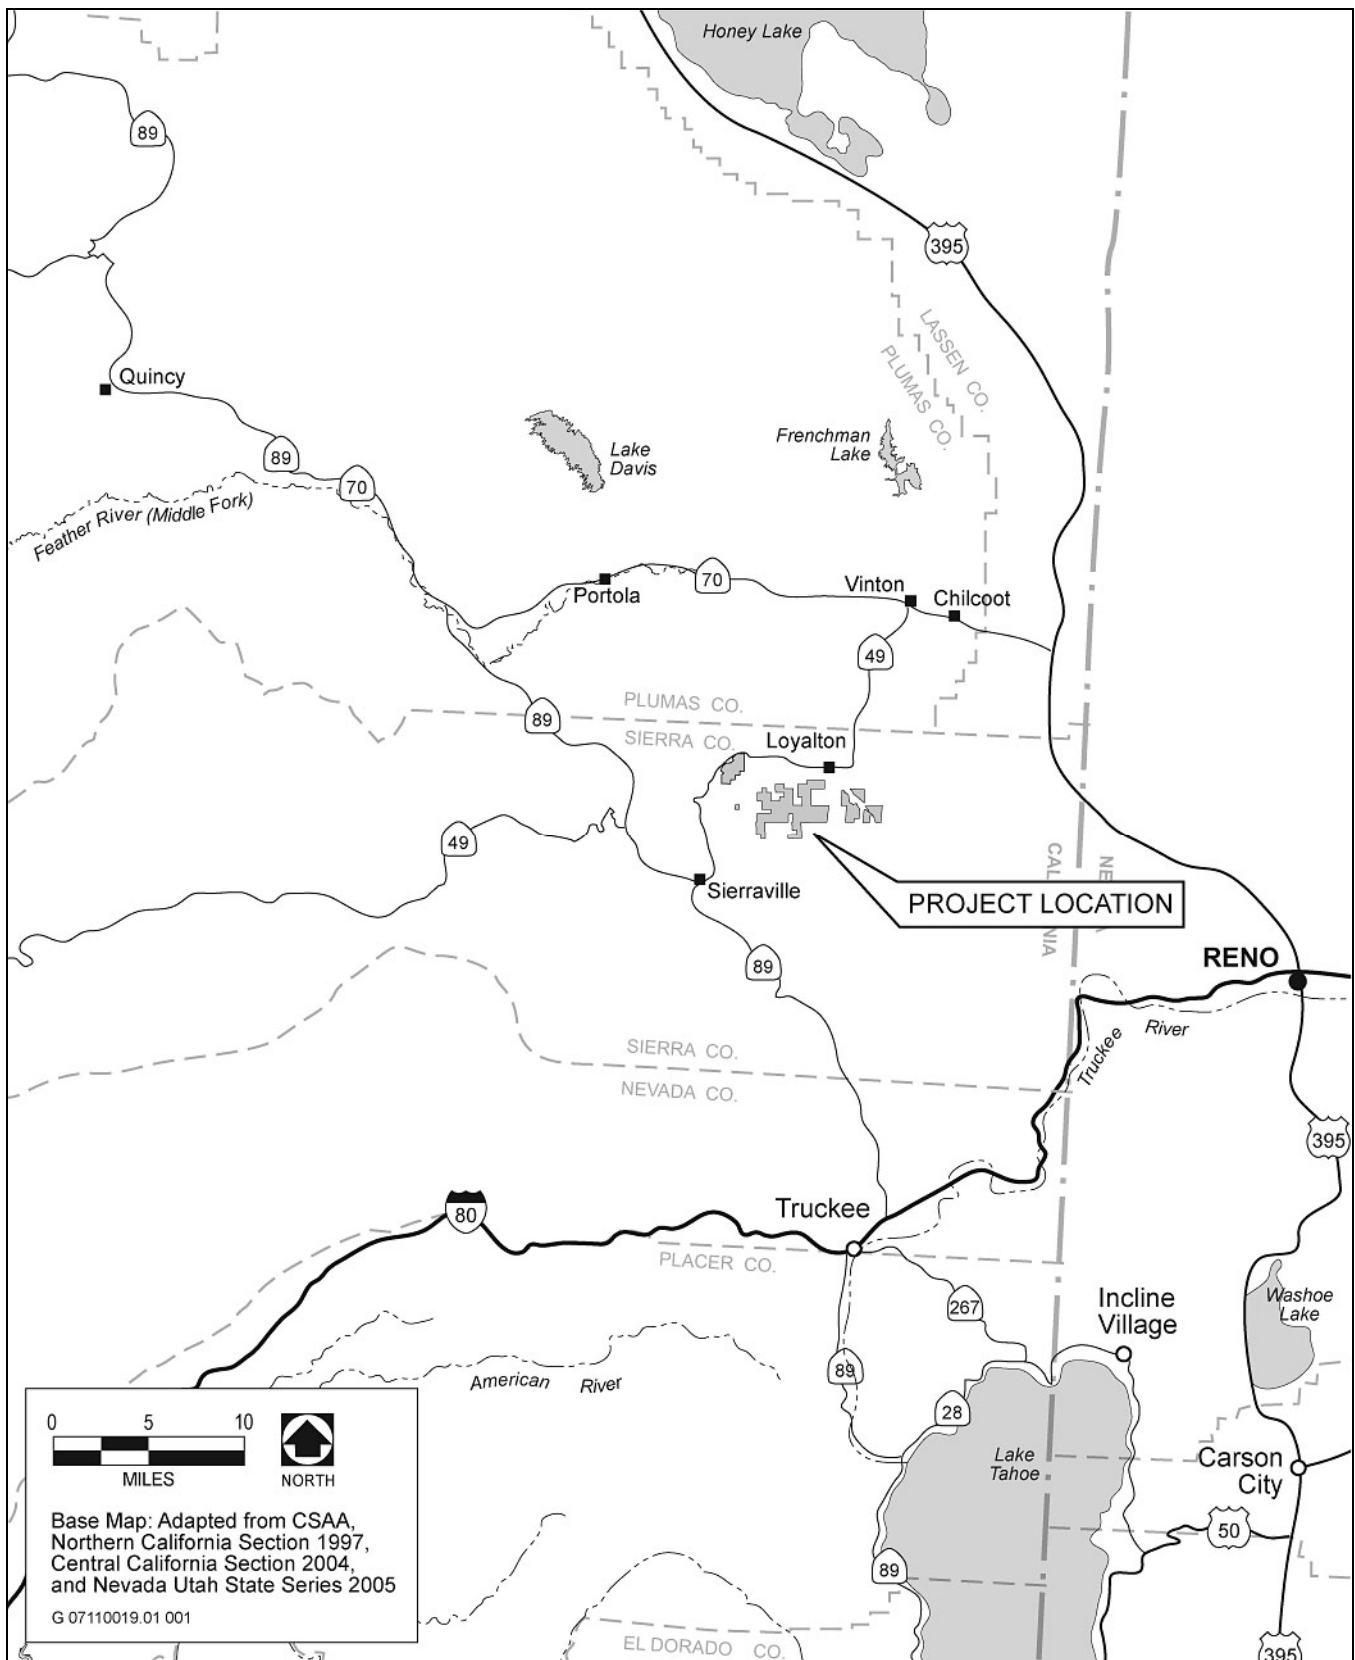 Honey Lake
89
395
LASSEN CO.
PLUMAS CO.
Quincy
89
70
Lake
Davis
Frenchman
Lake
Feather River (Middle Fork)
Portola
70
Vinton
Chilcoot
49
PLUMAS CO.
SIERRA CO.
89
Loyalton
49
Sierraville
PROJECT LOCATION
89
RENO
River
Truckee
SIERRA CO.
NEVADA CO.
395
80
Truckee
PLACER CO.
267
Incline
Village
Washoe
Lake
89
American River
28
Lake
Tahoe
Carson
City
50
89
EL DORADO CO.
395
0 5 10
MILES
NORTH
Base Map: Adapted from CSAA,
Northern California Section 1997,
Central California Section 2004,
and Nevada Utah State Series 2005
G 07110019.01 001